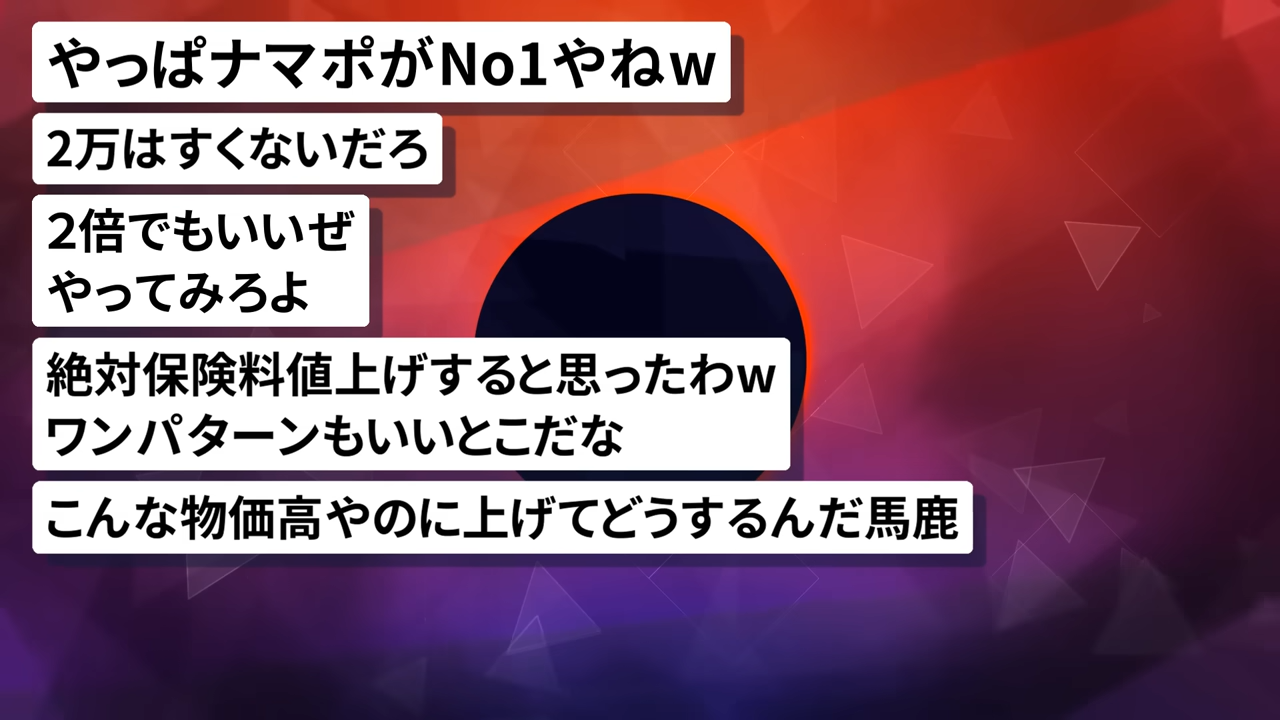 やっぱナマポがNo1やねw
2万はすくないだろ
２倍でもいいぜ
やってみろよ
絶対保険料値上げすると思ったわw
ワンパターンもいいとこだな
こんな物価高やのに上げてどうするんだ馬鹿